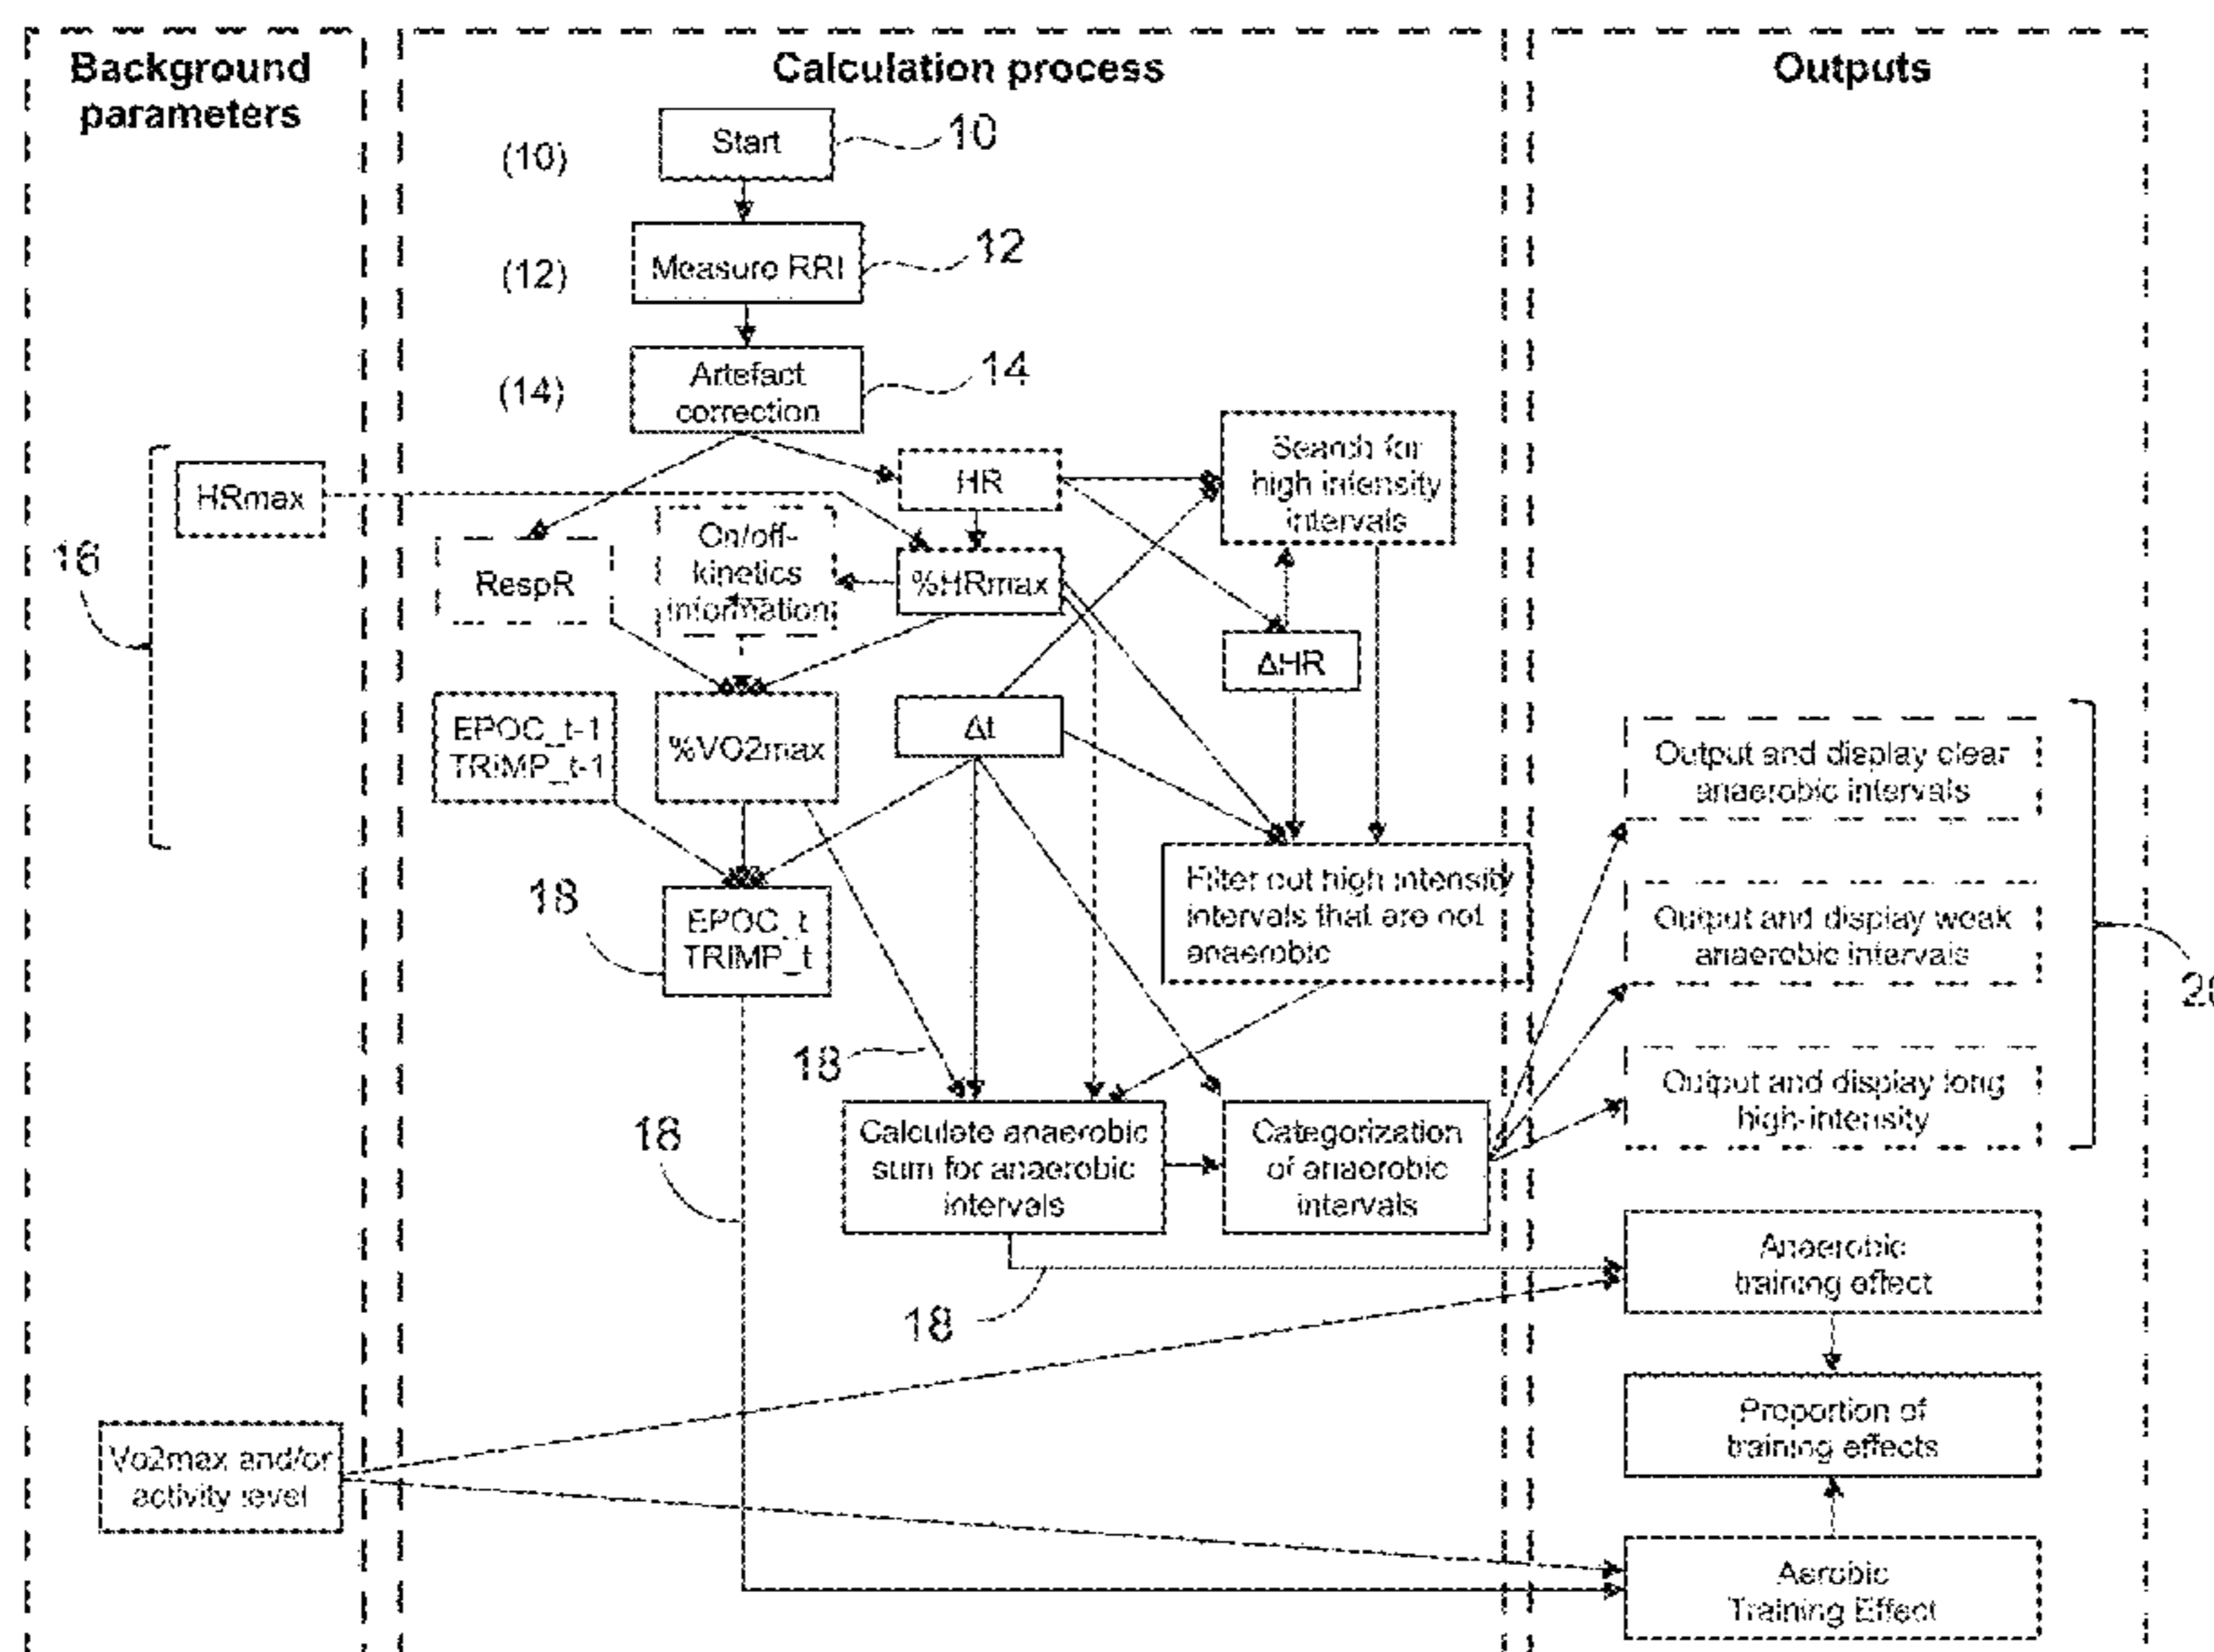 Background
parameters
Calculation process
Outputs
(10)
Start
10
(12)
Measure RRI
12
(14)
Artefact
correction
14
HRmax
16
HR
Search for
high intensity
intervals
RespR
On/off-
kinetics
information
%HRmax
ΔHR
EPOC_t-1
TRIMP_t-1
%VO2max
Δt
Filter out high intensity
intervals that are not
anaerobic
18
EPOC_t
TRIMP_t
Output and display clear
anaerobic intervals
Output and display weak
anaerobic intervals
Output and display long
high-intensity
20
18
18
Calculate anaerobic
sum for anaerobic
intervals
Categorization
of anaerobic
intervals
18
Anaerobic
training effect
Proportion of
training effects
Vo2max and/or
activity level
Aerobic
Training Effect